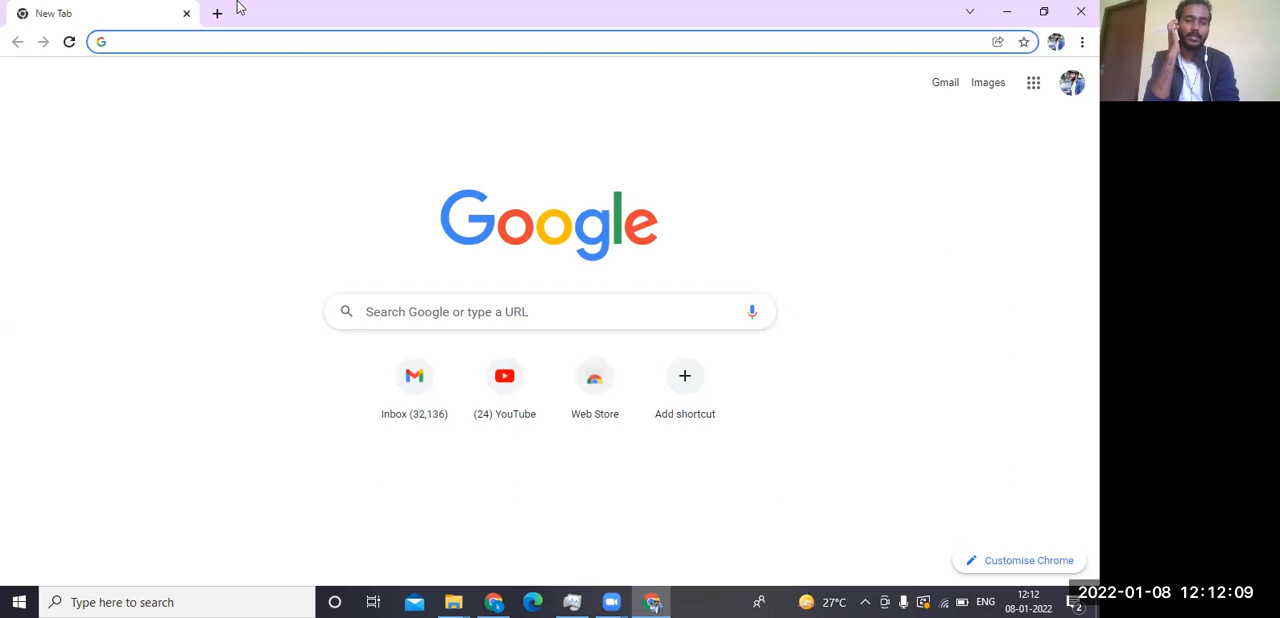 New Tab
Gmail Images
Google
Search Google or type a URL
Inbox (32,136) (24) YouTube Web Store Add shortcut
Customise Chrome
Type here to search
27°C
ENG
12:12
08-01-2022
2
2022-01-08 12:12:09